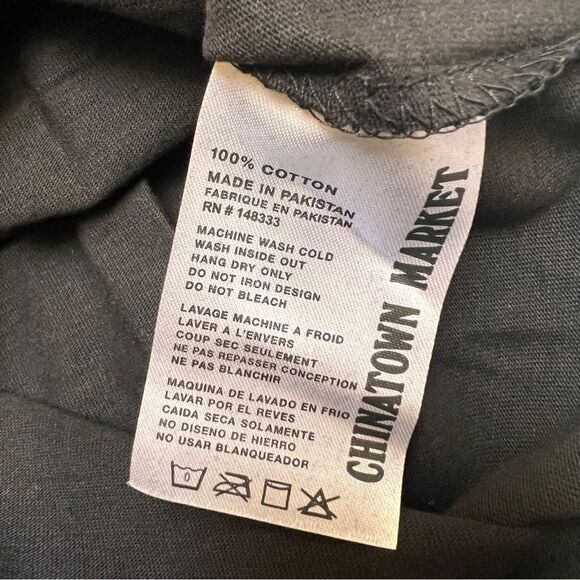 100% COTTON
MADE IN PAKISTAN
FABRIQUE EN PAKISTAN
RN # 148333
MACHINE WASH COLD
WASH INSIDE OUT
HANG DRY ONLY
DO NOT IRON DESIGN
DO NOT BLEACH
LAVAGE MACHINE A FROID
LAVER A L'ENVERS
COUP SEC SEULEMENT
NE PAS REPASSER CONCEPTION
NE PAS BLANCHIR
MAQUINA DE LAVADO EN FRIO
LAVAR POR EL REVES
CAIDA SECA SOLAMENTE
NO DISENO DE HIERRO
NO USAR BLANQUEADOR
0
CHINATOWN MARKET